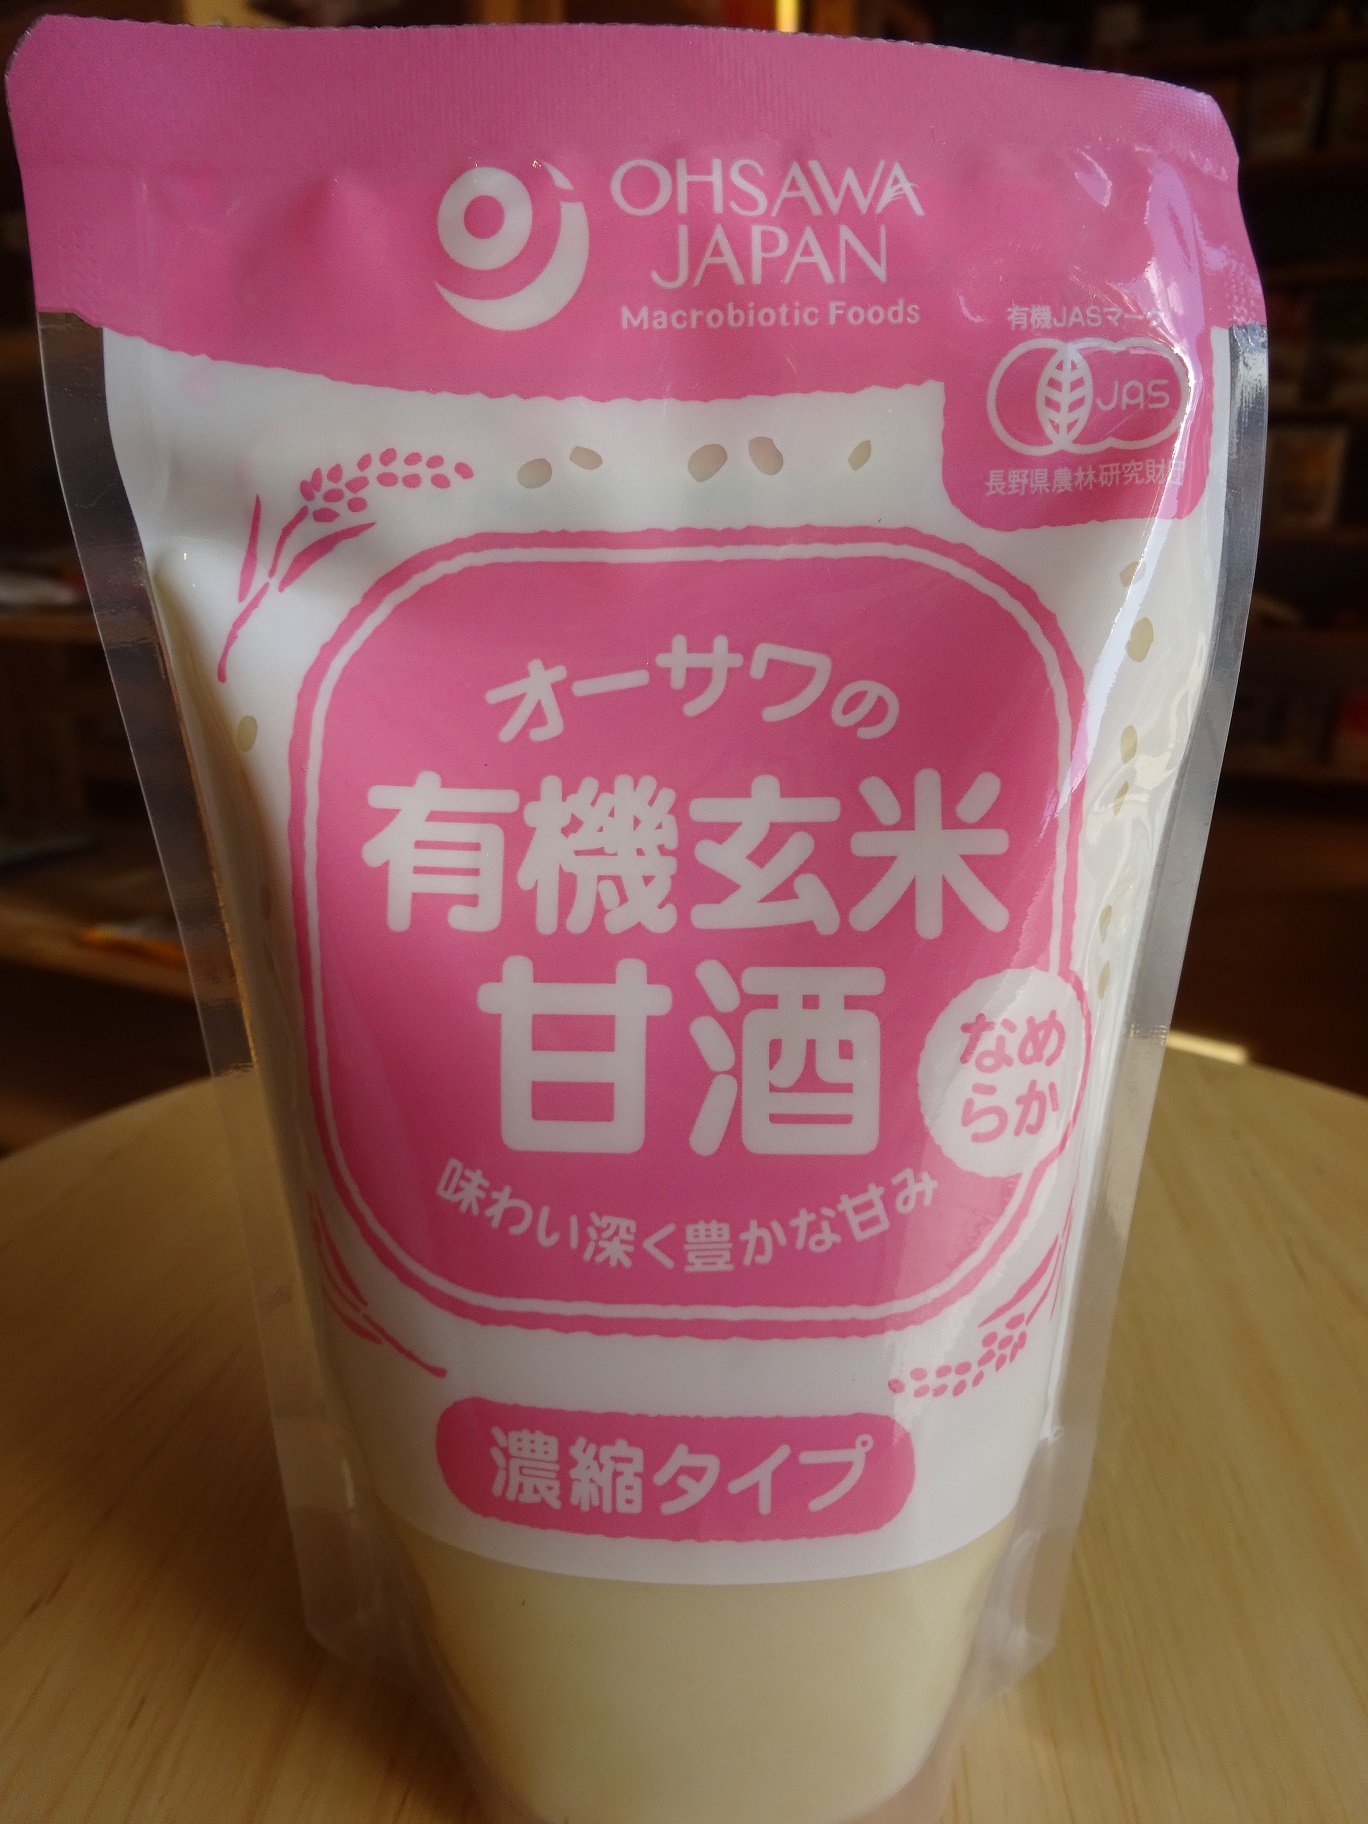 OHSAWA
JAPAN
Macrobiotic Foods
有機JASマーク
JAS
長野県農林研究財団
オーサワの
有機玄米
甘酒
なめ
らか
味わい深く豊かな甘み
濃縮タイプ